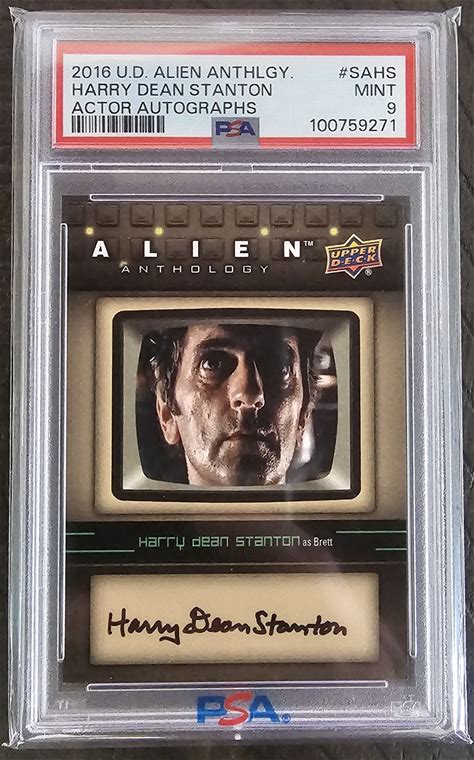 2016 U.D. ALIEN ANTHLGY. #SAHS
HARRY DEAN STANTON MINT
ACTOR AUTOGRAPHS 9
PSA 100759271
ALIEN™
ANTHOLOGY
UPPER
DECK
®
Harry Dean Stanton as Brett
Harry Dean Stanton
PSA®